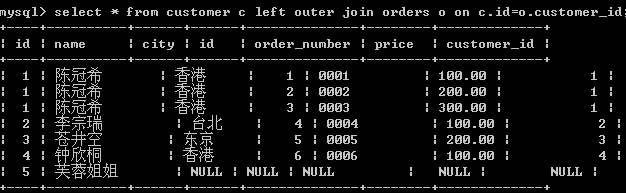 mysql> select * from customer c left outer join orders o on c.id=o.customer_id;
| id | name | city | id | order_number | price | customer_id |
| 1 | 陈冠希 | 香港 | 1 | 0001 | 100.00 | 1 |
| 1 | 陈冠希 | 香港 | 2 | 0002 | 200.00 | 1 |
| 1 | 陈冠希 | 香港 | 3 | 0003 | 300.00 | 1 |
| 2 | 李宗瑞 | 台北 | 4 | 0004 | 100.00 | 2 |
| 3 | 苍井空 | 东京 | 5 | 0005 | 200.00 | 3 |
| 4 | 钟欣桐 | 香港 | 6 | 0006 | 100.00 | 4 |
| 5 | 芙蓉姐姐 | NULL | NULL | NULL | NULL | NULL |